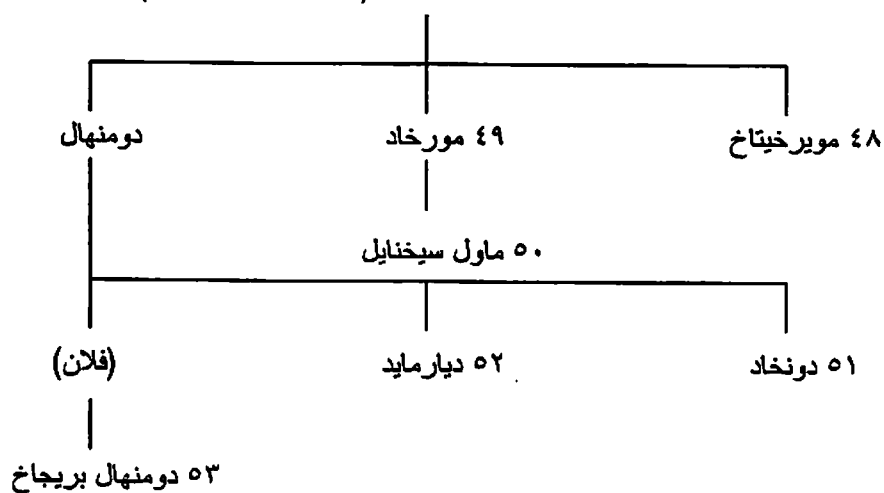 ٤٨ مويرخيتاخ
٤٩ مورخاد
دومنهال
٥٠ ماول سيخنايل
٥١ دونخاد
٥٢ ديارمايد
(فلان)
٥٣ دومنهال بريجاخ